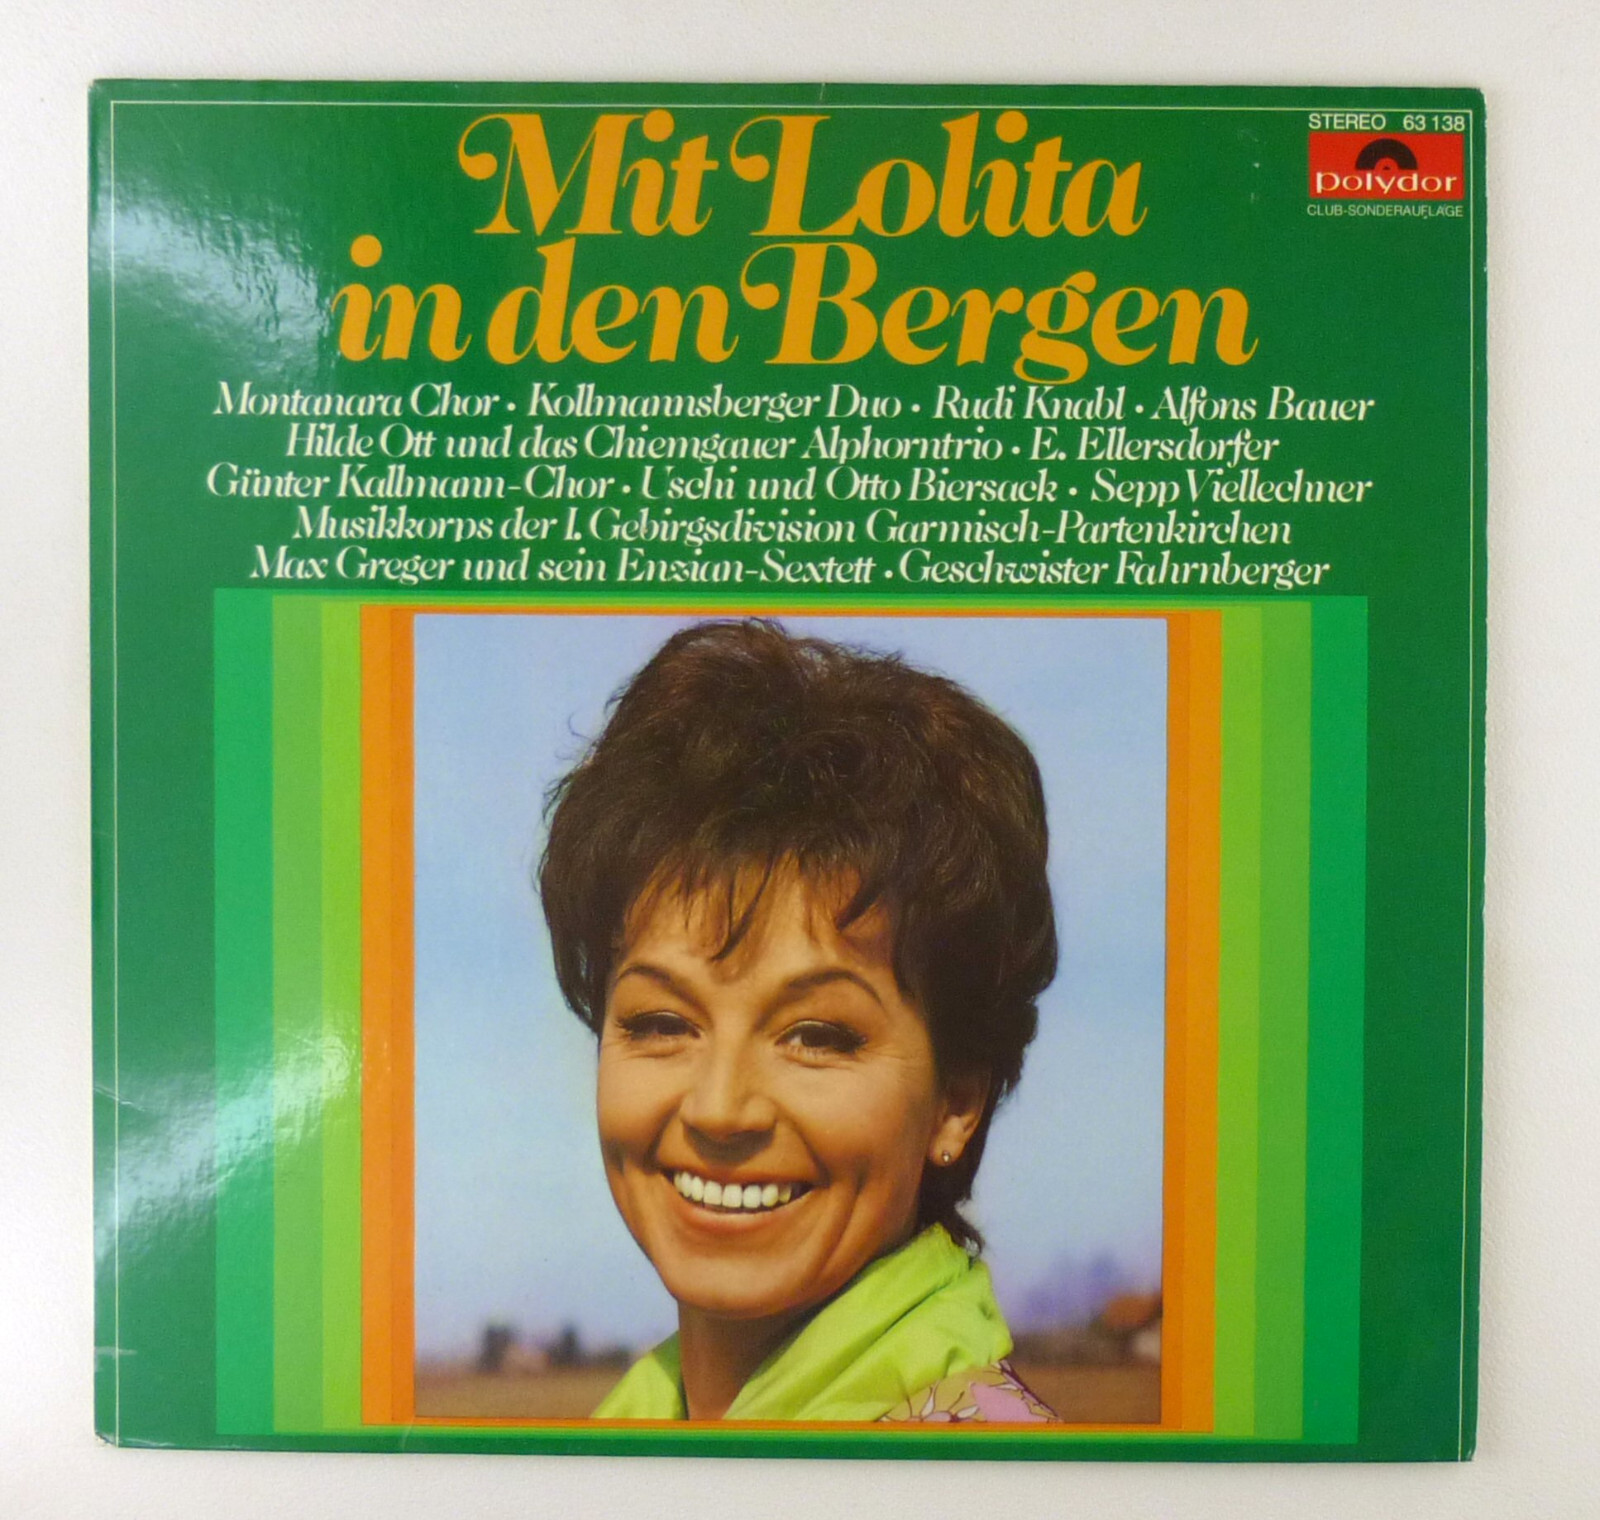 Mit Lolita
in den Bergen
STEREO 63 138
polydor
CLUB-SONDERAUFLAGE
Montanara Chor • Kollmannsberger Duo • Rudi Knabl • Alfons Bauer
Hilde Ott und das Chiemgauer Alphorntrio • E. Ellersdorfer
Günter Kallmann-Chor • Uschi und Otto Biersack • Sepp Viellechner
Musikkorps der I. Gebirgsdivision Garmisch-Partenkirchen
Max Greger und sein Enzian-Sextett • Geschwister Fahrnberger